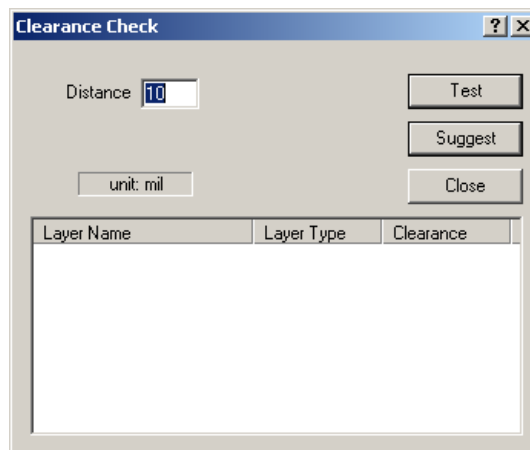 Clearance Check
Distance 10
Test
Suggest
unit: mil
Close
Layer Name Layer Type Clearance